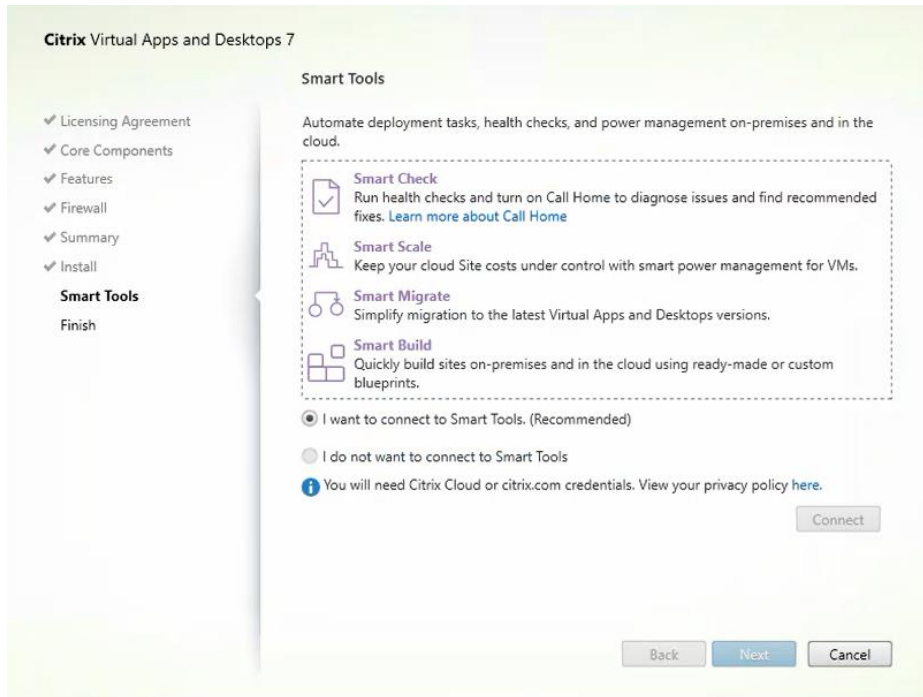 Citrix Virtual Apps and Desktops 7
Smart Tools
Licensing Agreement
Core Components
Features
Firewall
Summary
Install
Smart Tools
Finish
Automate deployment tasks, health checks, and power management on-premises and in the
cloud.
Smart Check
Run health checks and turn on Call Home to diagnose issues and find recommended
fixes. Learn more about Call Home
Smart Scale
Keep your cloud Site costs under control with smart power management for VMs.
Smart Migrate
Simplify migration to the latest Virtual Apps and Desktops versions.
Smart Build
Quickly build sites on-premises and in the cloud using ready-made or custom
blueprints.
I want to connect to Smart Tools. (Recommended)
I do not want to connect to Smart Tools
You will need Citrix Cloud or citrix.com credentials. View your privacy policy here.
Connect
Back
Next
Cancel